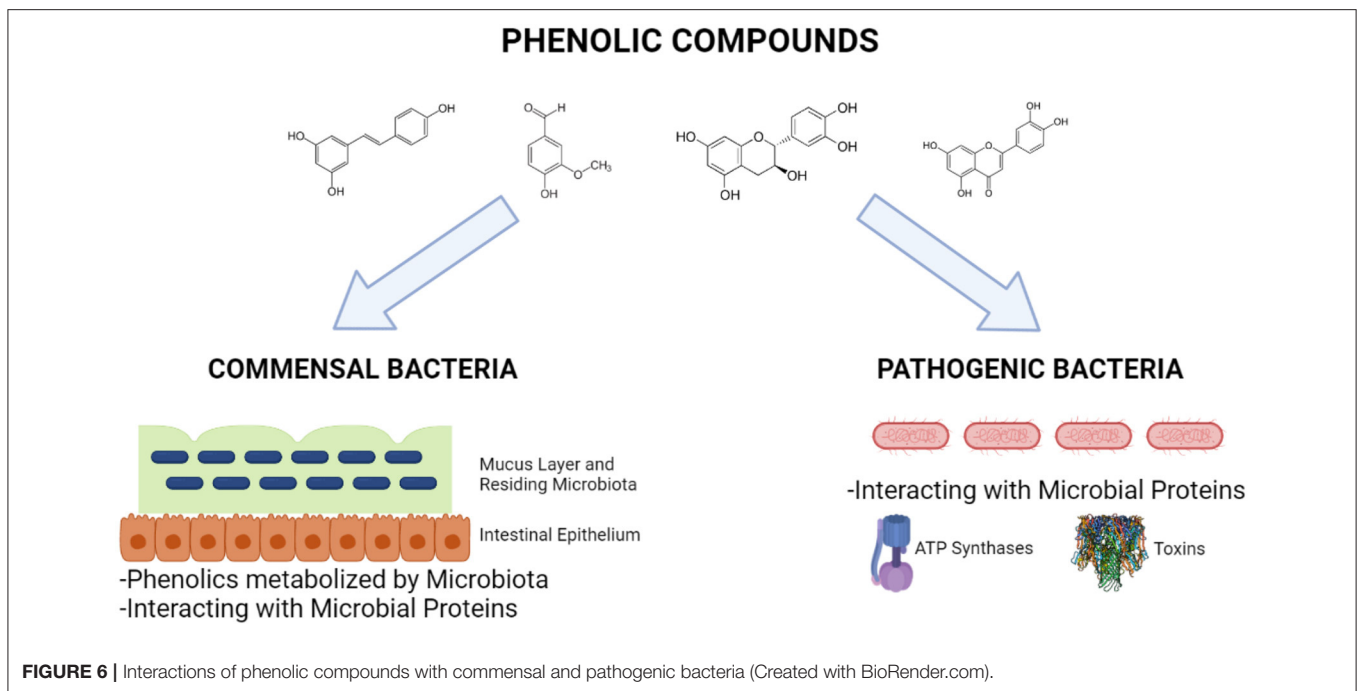 PHENOLIC COMPOUNDS
OH
HO
OH
O
H
O
CH₃
OH
OH
OH
HO
O
OH
OH
OH
OH
HO
O
OH
O
COMMENSAL BACTERIA
Mucus Layer and
Residing Microbiota
Intestinal Epithelium
-Phenolics metabolized by Microbiota
-Interacting with Microbial Proteins
PATHOGENIC BACTERIA
-Interacting with Microbial Proteins
ATP Synthases
Toxins
FIGURE 6 | Interactions of phenolic compounds with commensal and pathogenic bacteria (Created with BioRender.com).